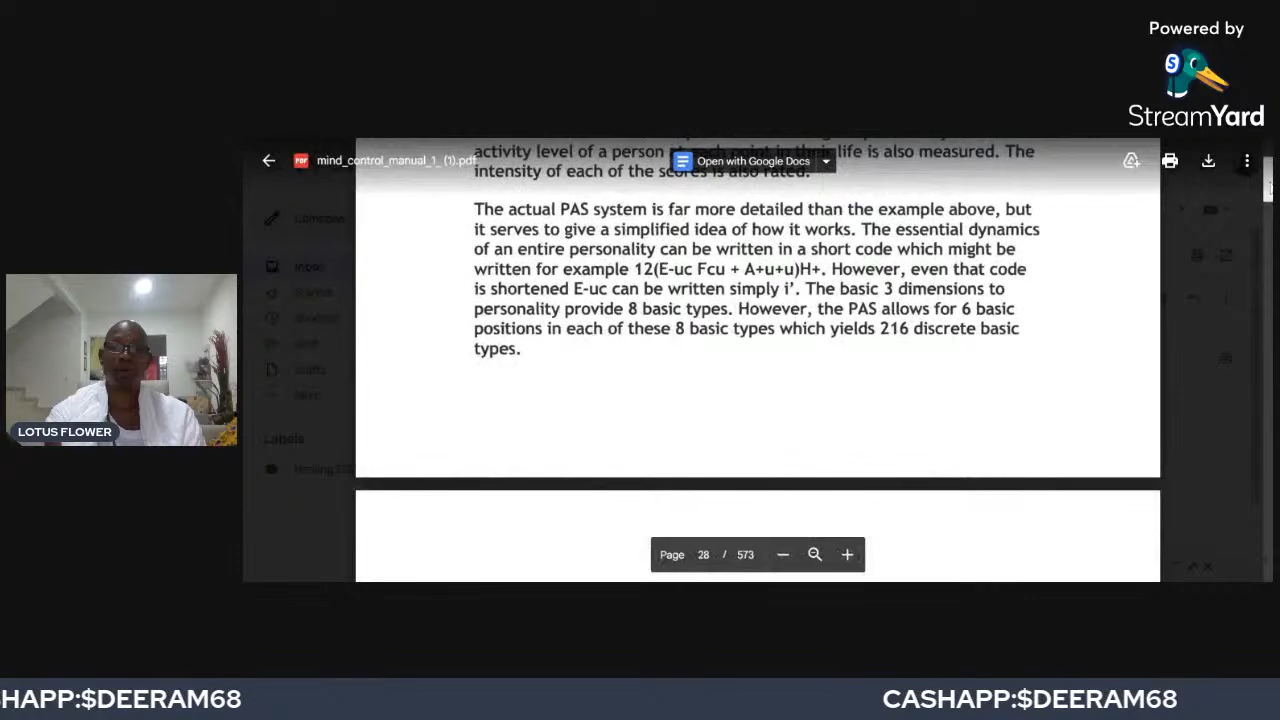 Powered by
StreamYard
activity level of a person at each point in their life is also measured. The
mind_control_manual_1_ (1).pdf
Open with Google Docs
intensity of each of the scores is also rated.
The actual PAS system is far more detailed than the example above, but
it serves to give a simplified idea of how it works. The essential dynamics
of an entire personality can be written in a short code which might be
written for example 12(E-uc Fcu + A+u+u)H+. However, even that code
is shortened E-uc can be written simply i’. The basic 3 dimensions to
personality provide 8 basic types. However, the PAS allows for 6 basic
positions in each of these 8 basic types which yields 216 discrete basic
types.
Compose
Inbox
Labels
LOTUS FLOWER
Page 28 / 573
SHAPP:$DEERAM68
CASHAPP:$DEERAM68